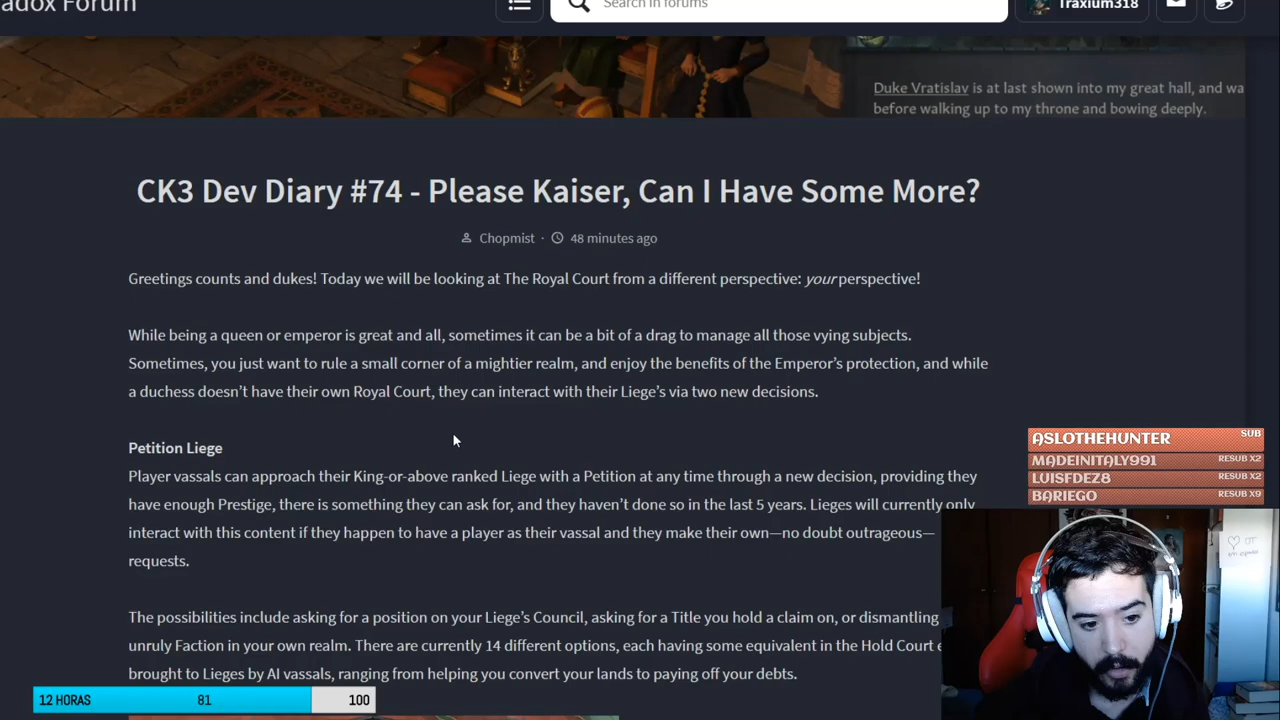 adox Forum
Search in forums
Traxium318
Duke Vratislav is at last shown into my great hall, and wa
before walking up to my throne and bowing deeply.
CK3 Dev Diary #74 - Please Kaiser, Can I Have Some More?
Chopmist · 48 minutes ago
Greetings counts and dukes! Today we will be looking at The Royal Court from a different perspective: your perspective!
While being a queen or emperor is great and all, sometimes it can be a bit of a drag to manage all those vying subjects.
Sometimes, you just want to rule a small corner of a mightier realm, and enjoy the benefits of the Emperor’s protection, and while
a duchess doesn’t have their own Royal Court, they can interact with their Liege’s via two new decisions.
Petition Liege
Player vassals can approach their King-or-above ranked Liege with a Petition at any time through a new decision, providing they
have enough Prestige, there is something they can ask for, and they haven’t done so in the last 5 years. Lieges will currently only
interact with this content if they happen to have a player as their vassal and they make their own—no doubt outrageous—
requests.
The possibilities include asking for a position on your Liege’s Council, asking for a Title you hold a claim on, or dismantling
unruly Faction in your own realm. There are currently 14 different options, each having some equivalent in the Hold Court e
brought to Lieges by AI vassals, ranging from helping you convert your lands to paying off your debts.
ASLOTHEHUNTER SUB
MADEINITALY991 RESUB X2
LUISFDEZ8 RESUB X2
BARIEGO RESUB X9
12 HORAS 81 100